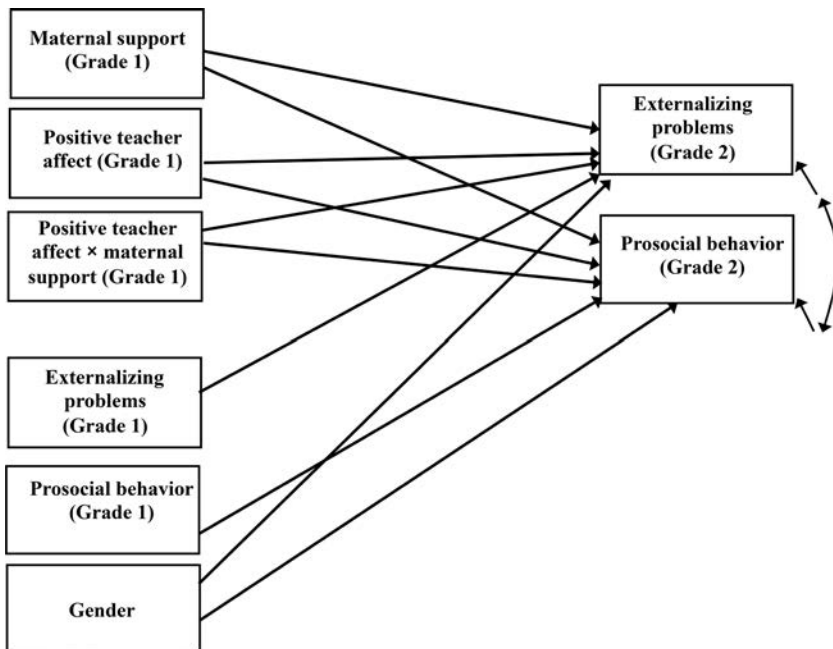 Maternal support
(Grade 1)
Positive teacher
affect (Grade 1)
Positive teacher
affect × maternal
support (Grade 1)
Externalizing
problems
(Grade 1)
Prosocial behavior
(Grade 1)
Gender
Externalizing
problems
(Grade 2)
Prosocial behavior
(Grade 2)